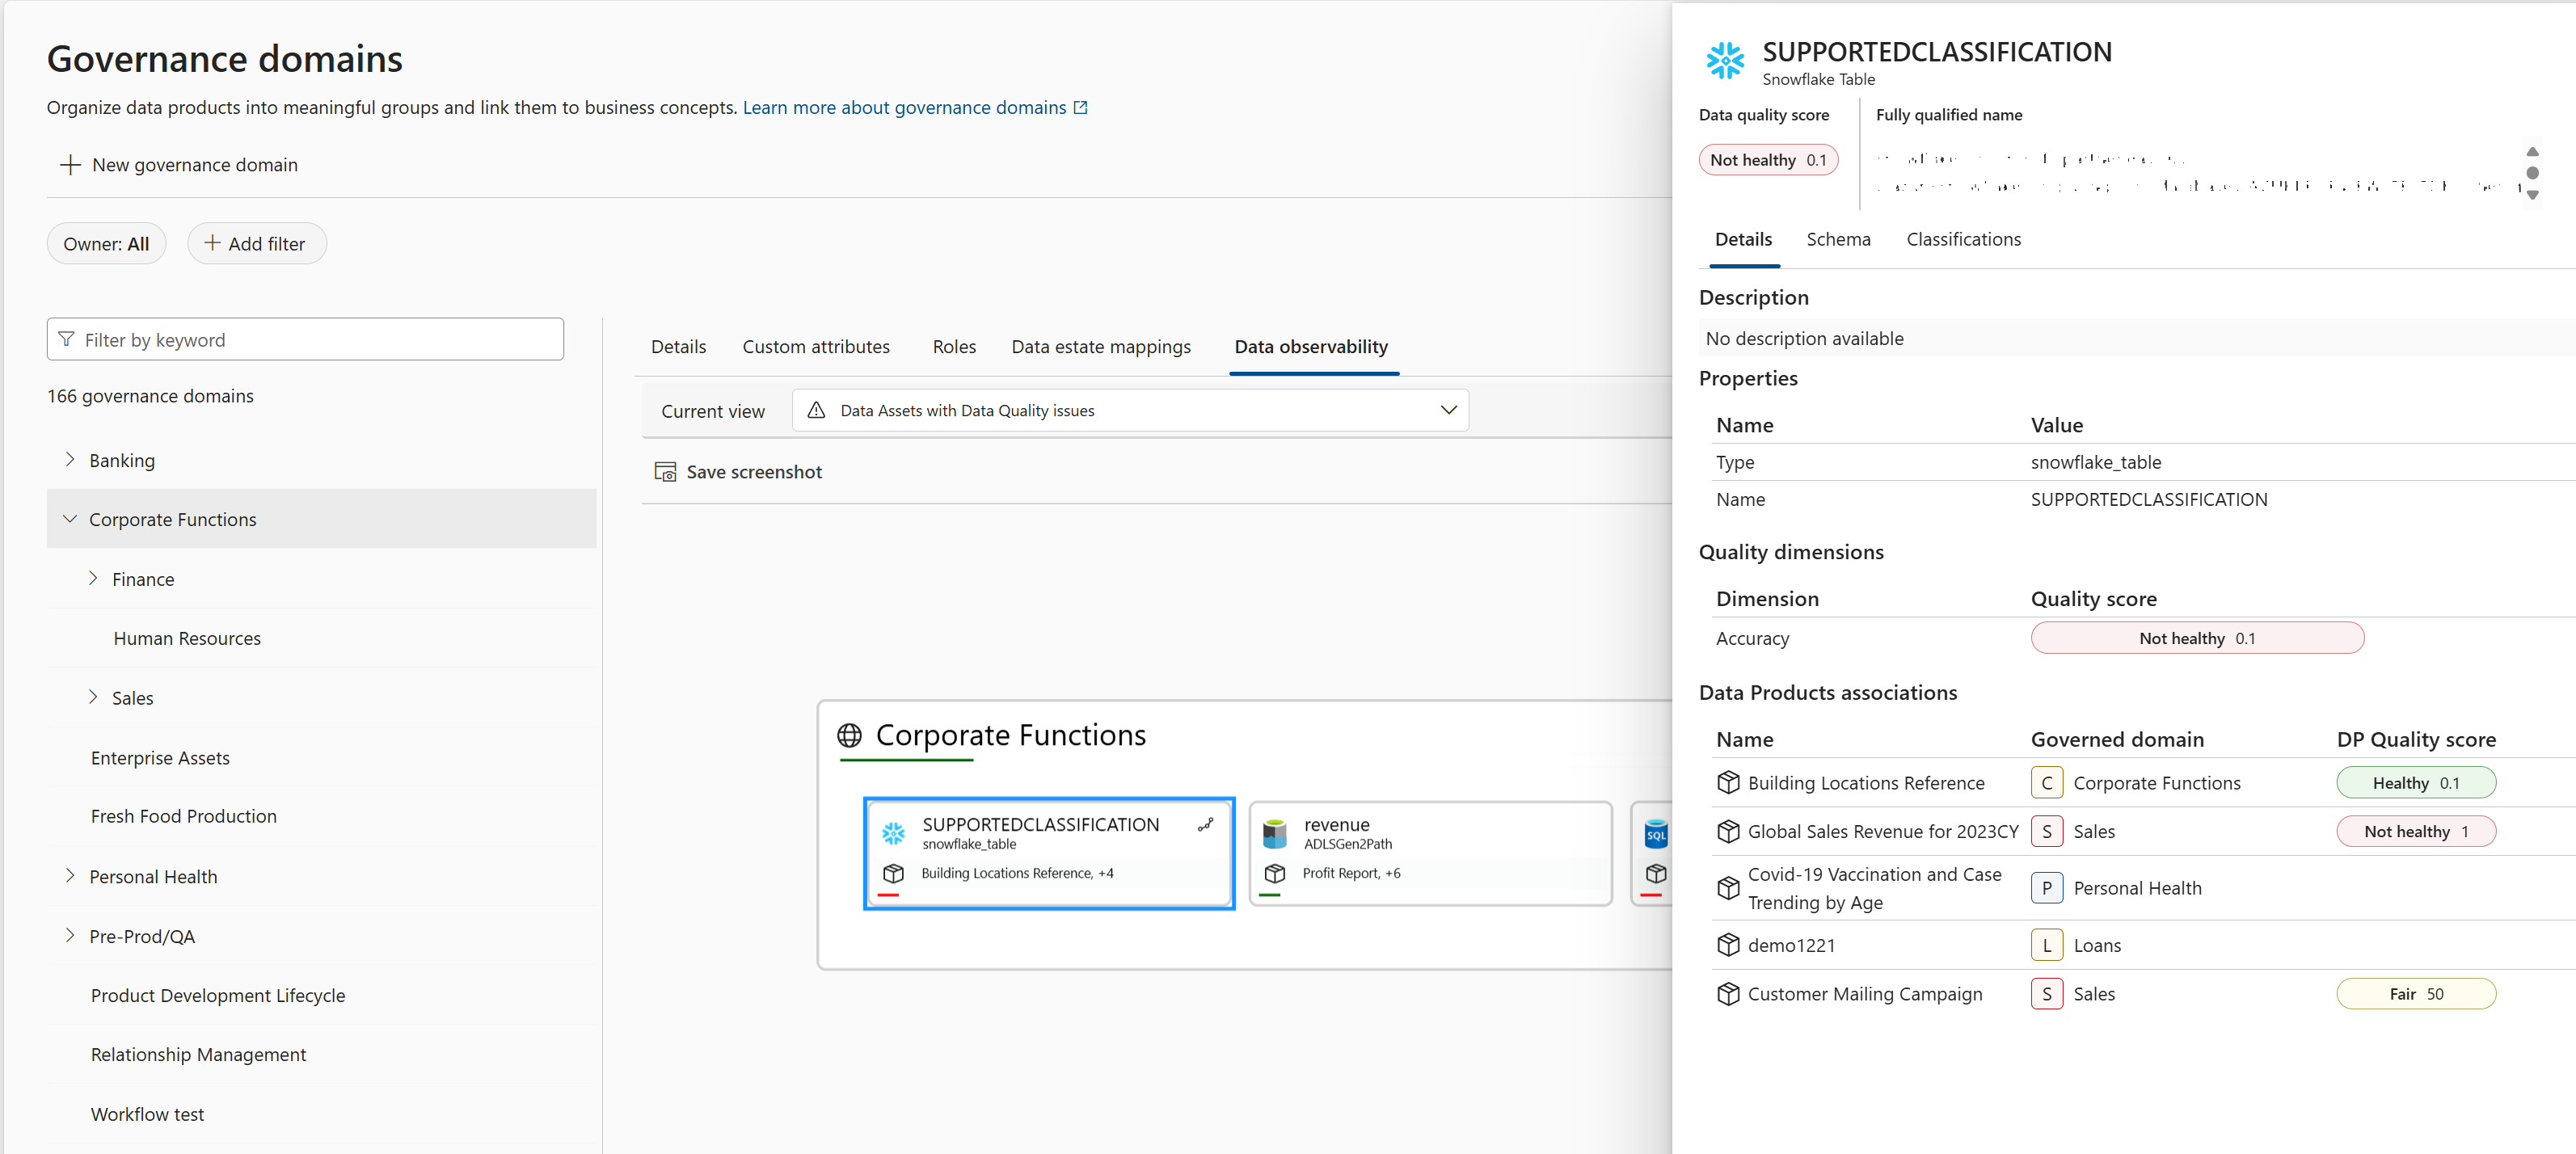 Governance domains
Organize data products into meaningful groups and link them to business concepts. Learn more about governance domains
New governance domain
Owner: All
Add filter
Filter by keyword
166 governance domains
Banking
Corporate Functions
Finance
Human Resources
Sales
Enterprise Assets
Fresh Food Production
Personal Health
Pre-Prod/QA
Product Development Lifecycle
Relationship Management
Workflow test
Details Custom attributes Roles Data estate mappings Data observability
Current view Data Assets with Data Quality issues
Save screenshot
Corporate Functions
SUPPORTEDCLASSIFICATION
snowflake_table
Building Locations Reference, +4
revenue
ADLSGen2Path
Profit Report, +6
SQL
SUPPORTEDCLASSIFICATION
Snowflake Table
Data quality score Fully qualified name
Not healthy 0.1
Details Schema Classifications
Description
No description available
Properties
Name Value
Type snowflake_table
Name SUPPORTEDCLASSIFICATION
Quality dimensions
Dimension Quality score
Accuracy Not healthy 0.1
Data Products associations
Name Governed domain DP Quality score
Building Locations Reference C Corporate Functions Healthy 0.1
Global Sales Revenue for 2023CY S Sales Not healthy 1
Covid-19 Vaccination and Case
Trending by Age P Personal Health
demo1221 L Loans
Customer Mailing Campaign S Sales Fair 50